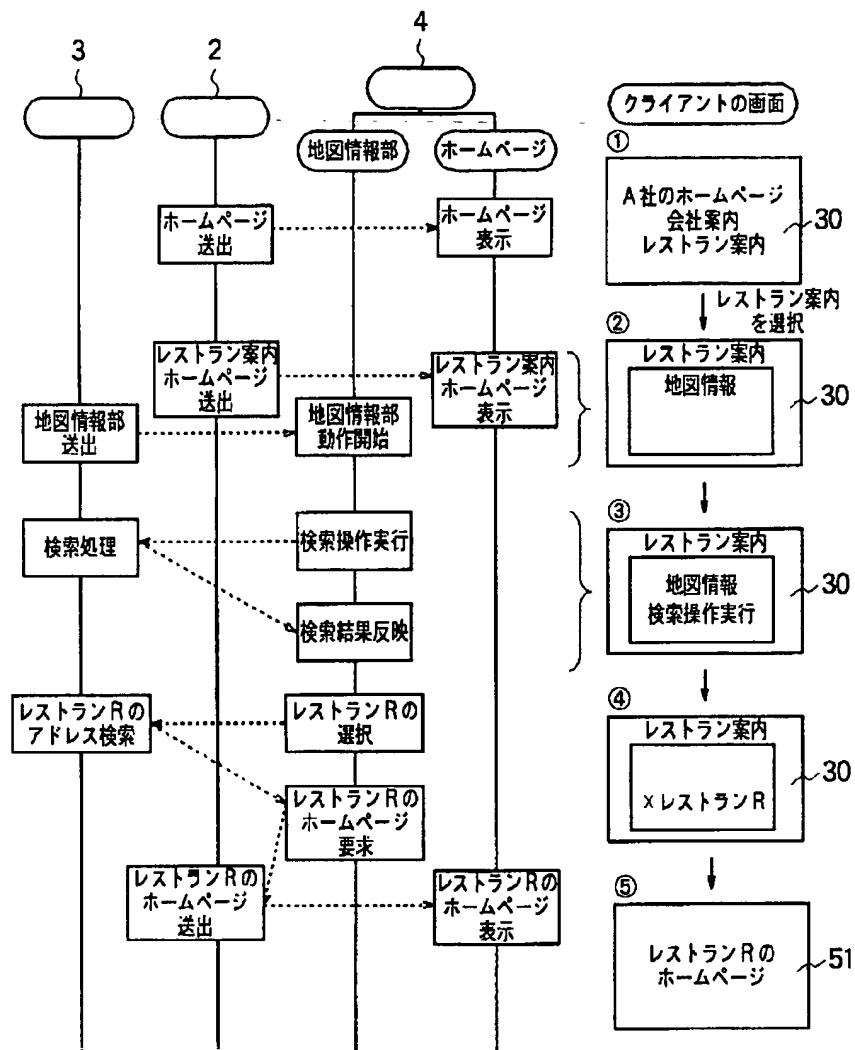 3
2
4
クライアントの画面
地図情報部
ホームページ
①
A社のホームページ
会社案内
レストラン案内
30
ホームページ
送出
ホームページ
表示
レストラン案内
を選択
②
レストラン案内
地図情報
30
レストラン案内
ホームページ
送出
レストラン案内
ホームページ
表示
地図情報部
送出
地図情報部
動作開始
③
レストラン案内
地図情報
検索操作実行
30
検索処理
検索操作実行
検索結果反映
④
レストラン案内
×レストランR
30
レストランRの
アドレス検索
レストランRの
選択
レストランRの
ホームページ
要求
レストランRの
ホームページ
送出
レストランRの
ホームページ
表示
⑤
レストランRの
ホームページ
51